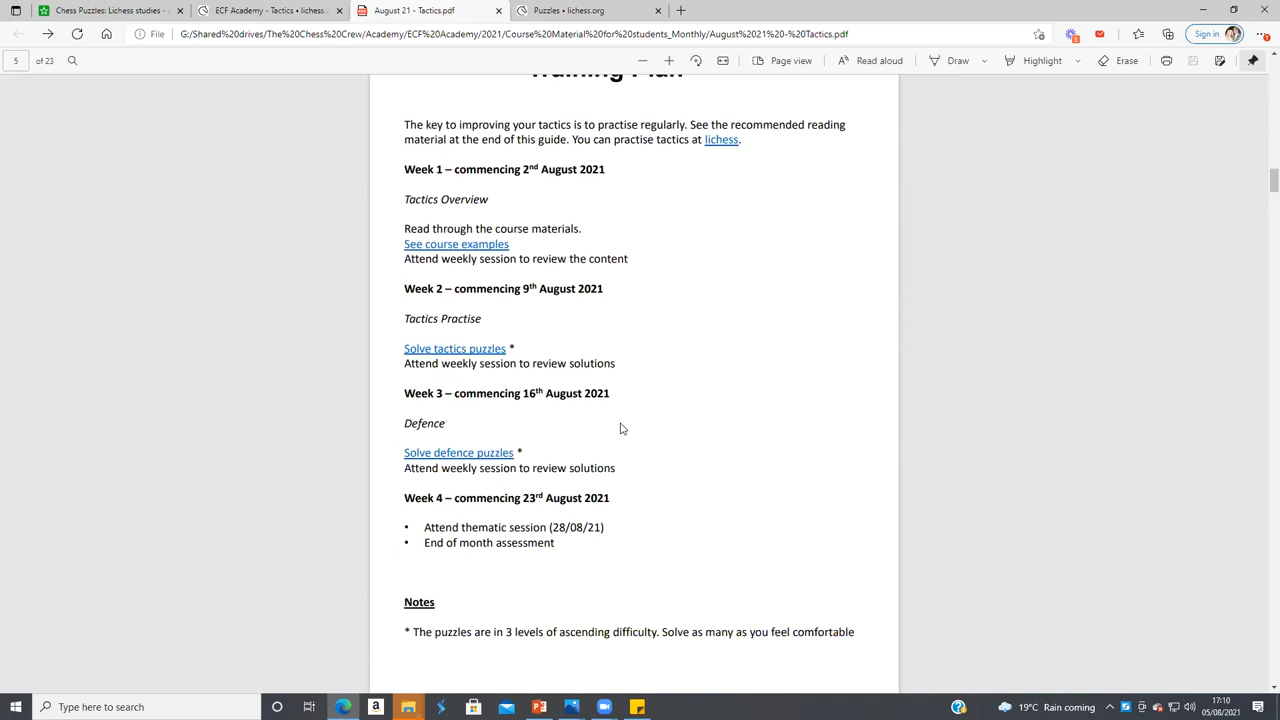 Chess Puzzles: Lichess studies - A
ECF Academy - Tactics • lichess.o
August 21 - Tactics.pdf
Puzzles • lichess.org
File
G:/Shared%20drives/The%20Chess%20Crew/Academy/ECF%20Academy/2021/Course%20Material%20for%20students_Monthly/August%2021%20-%20Tactics.pdf
Sign in
5 of 23
Page view
Read aloud
Draw
Highlight
Erase
Training Plan
The key to improving your tactics is to practise regularly. See the recommended reading
material at the end of this guide. You can practise tactics at lichess.
Week 1 – commencing 2nd August 2021
Tactics Overview
Read through the course materials.
See course examples
Attend weekly session to review the content
Week 2 – commencing 9th August 2021
Tactics Practise
Solve tactics puzzles *
Attend weekly session to review solutions
Week 3 – commencing 16th August 2021
Defence
Solve defence puzzles *
Attend weekly session to review solutions
Week 4 – commencing 23rd August 2021
• Attend thematic session (28/08/21)
• End of month assessment
Notes
* The puzzles are in 3 levels of ascending difficulty. Solve as many as you feel comfortable
Type here to search
19°C Rain coming
17:10
05/08/2021